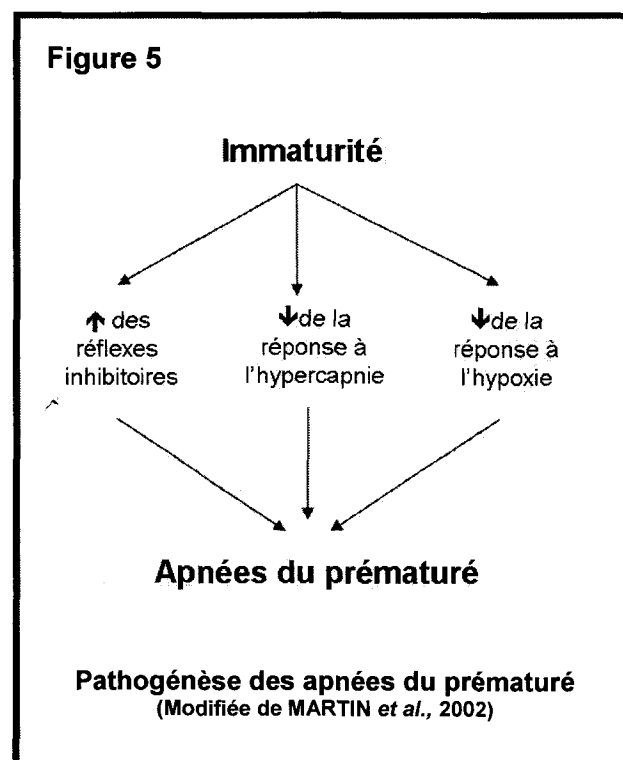 Figure 5
Immaturité
↑ des
réflexes
inhibitoires
↓de la
réponse à
l'hypercapnie
↓de la
réponse à
l'hypoxie
Apnées du prématuré
Pathogénèse des apnées du prématuré
(Modifiée de MARTIN et al., 2002)